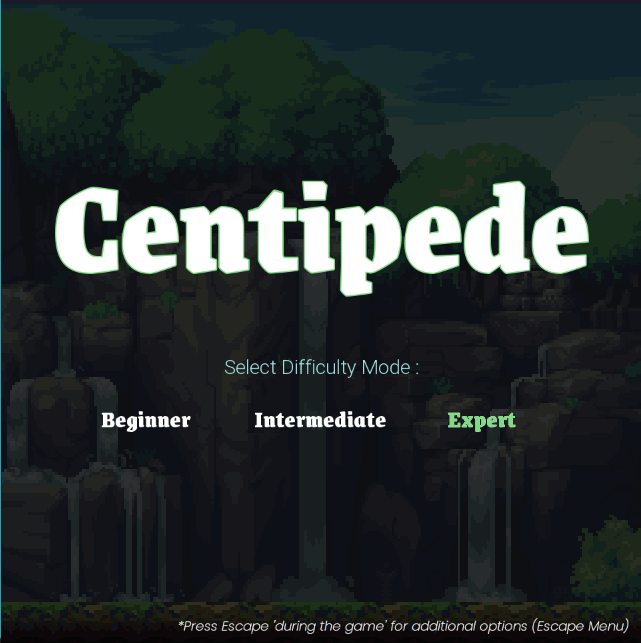 Centipede
Select Difficulty Mode :
Beginner Intermediate Expert
*Press Escape 'during the game' for additional options (Escape Menu)